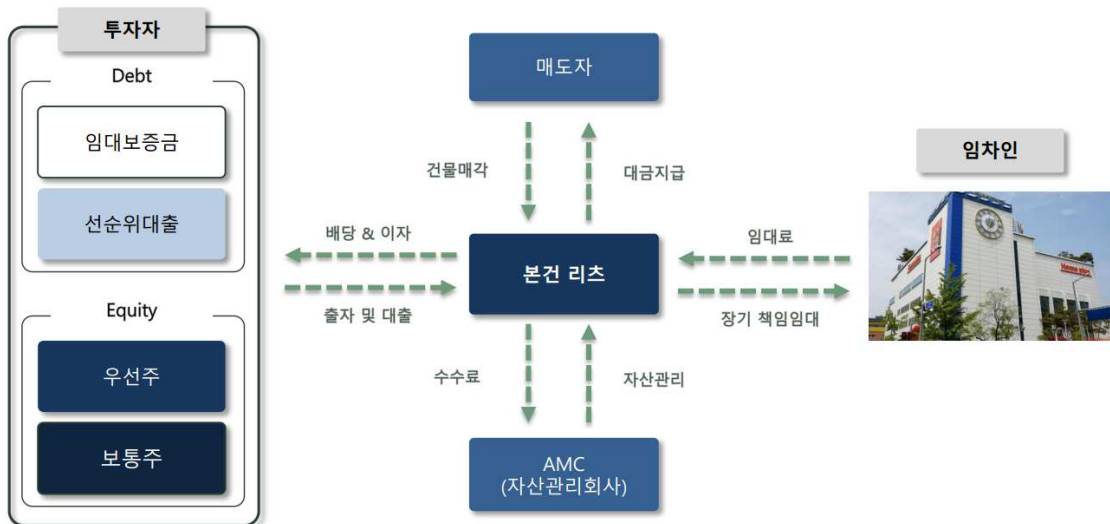 투자자
Debt
임대보증금
선순위대출
Equity
우선주
보통주
매도자
건물매각
대금지급
배당 & 이자
출자 및 대출
본건 리츠
임대료
장기 책임임대
임차인
수수료
자산관리
AMC
(자산관리회사)